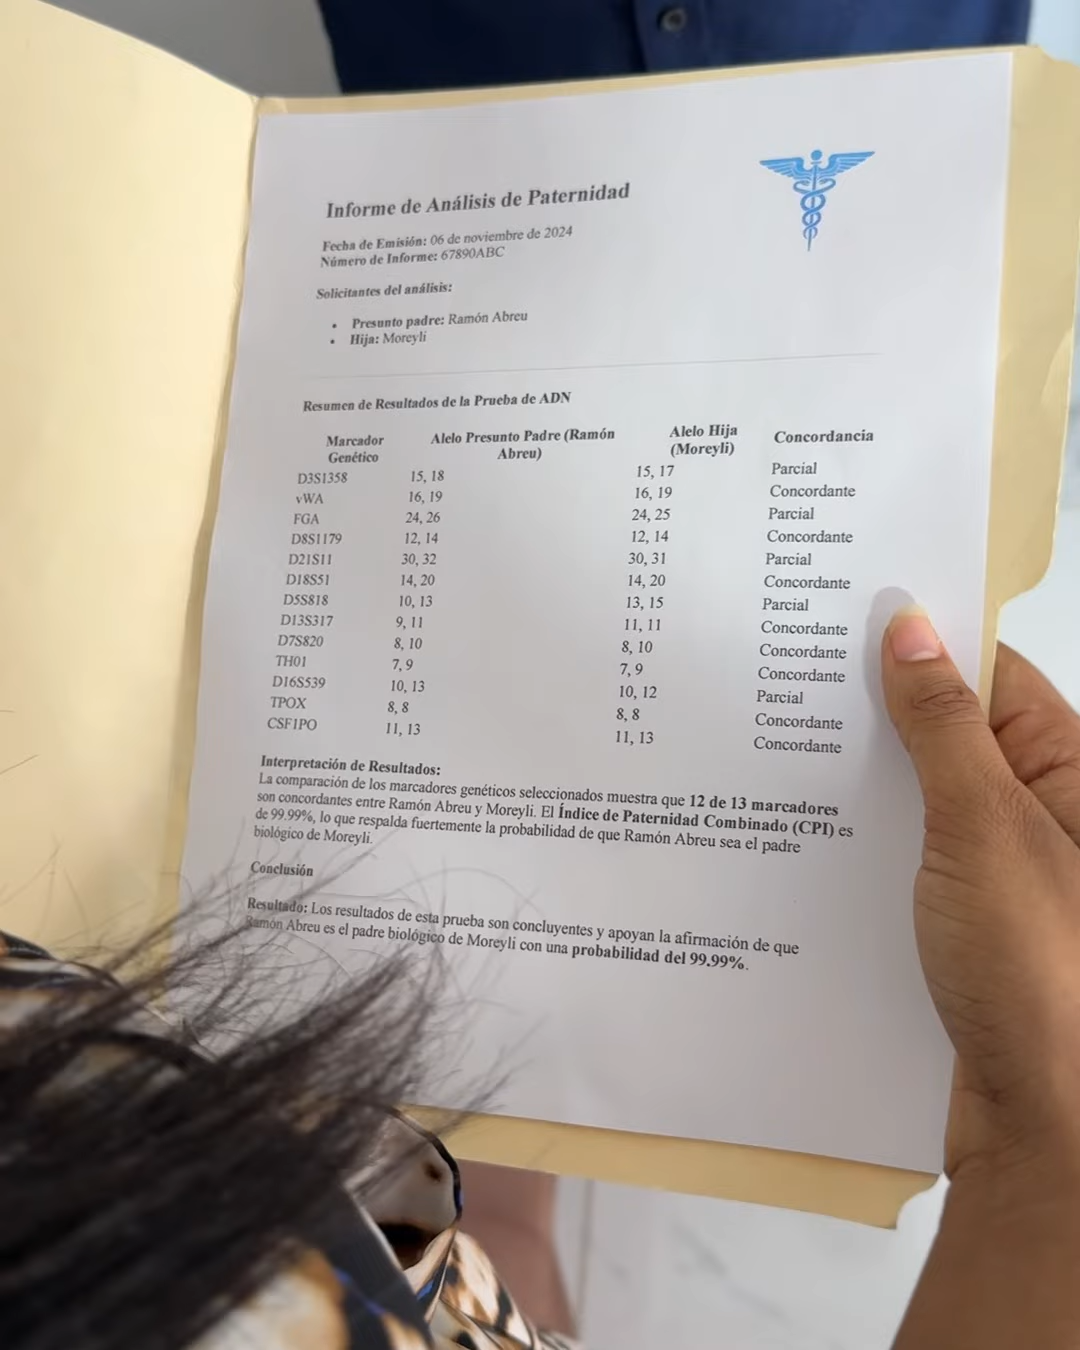 Informe de Análisis de Paternidad
Fecha de Emisión: 06 de noviembre de 2024
Número de Informe: 67890ABC
Solicitantes del análisis:
• Presunto padre: Ramón Abreu
• Hija: Moreyli
Resumen de Resultados de la Prueba de ADN
Marcador Genético Alelo Presunto Padre (Ramón Abreu) Alelo Hija (Moreyli) Concordancia
D3S1358 15, 18 15, 17 Parcial
vWA 16, 19 16, 19 Concordante
FGA 24, 26 24, 25 Parcial
D8S1179 12, 14 12, 14 Concordante
D21S11 30, 32 30, 31 Parcial
D18S51 14, 20 14, 20 Concordante
D5S818 10, 13 13, 15 Parcial
D13S317 9, 11 11, 11 Concordante
D7S820 8, 10 8, 10 Concordante
TH01 7, 9 7, 9 Concordante
D16S539 10, 13 10, 12 Parcial
TPOX 8, 8 8, 8 Concordante
CSF1PO 11, 13 11, 13 Concordante
Interpretación de Resultados:
La comparación de los marcadores genéticos seleccionados muestra que 12 de 13 marcadores
son concordantes entre Ramón Abreu y Moreyli. El Índice de Paternidad Combinado (CPI) es
de 99.99%, lo que respalda fuertemente la probabilidad de que Ramón Abreu sea el padre
biológico de Moreyli.
Conclusión
Resultado: Los resultados de esta prueba son concluyentes y apoyan la afirmación de que
Ramón Abreu es el padre biológico de Moreyli con una probabilidad del 99.99%.